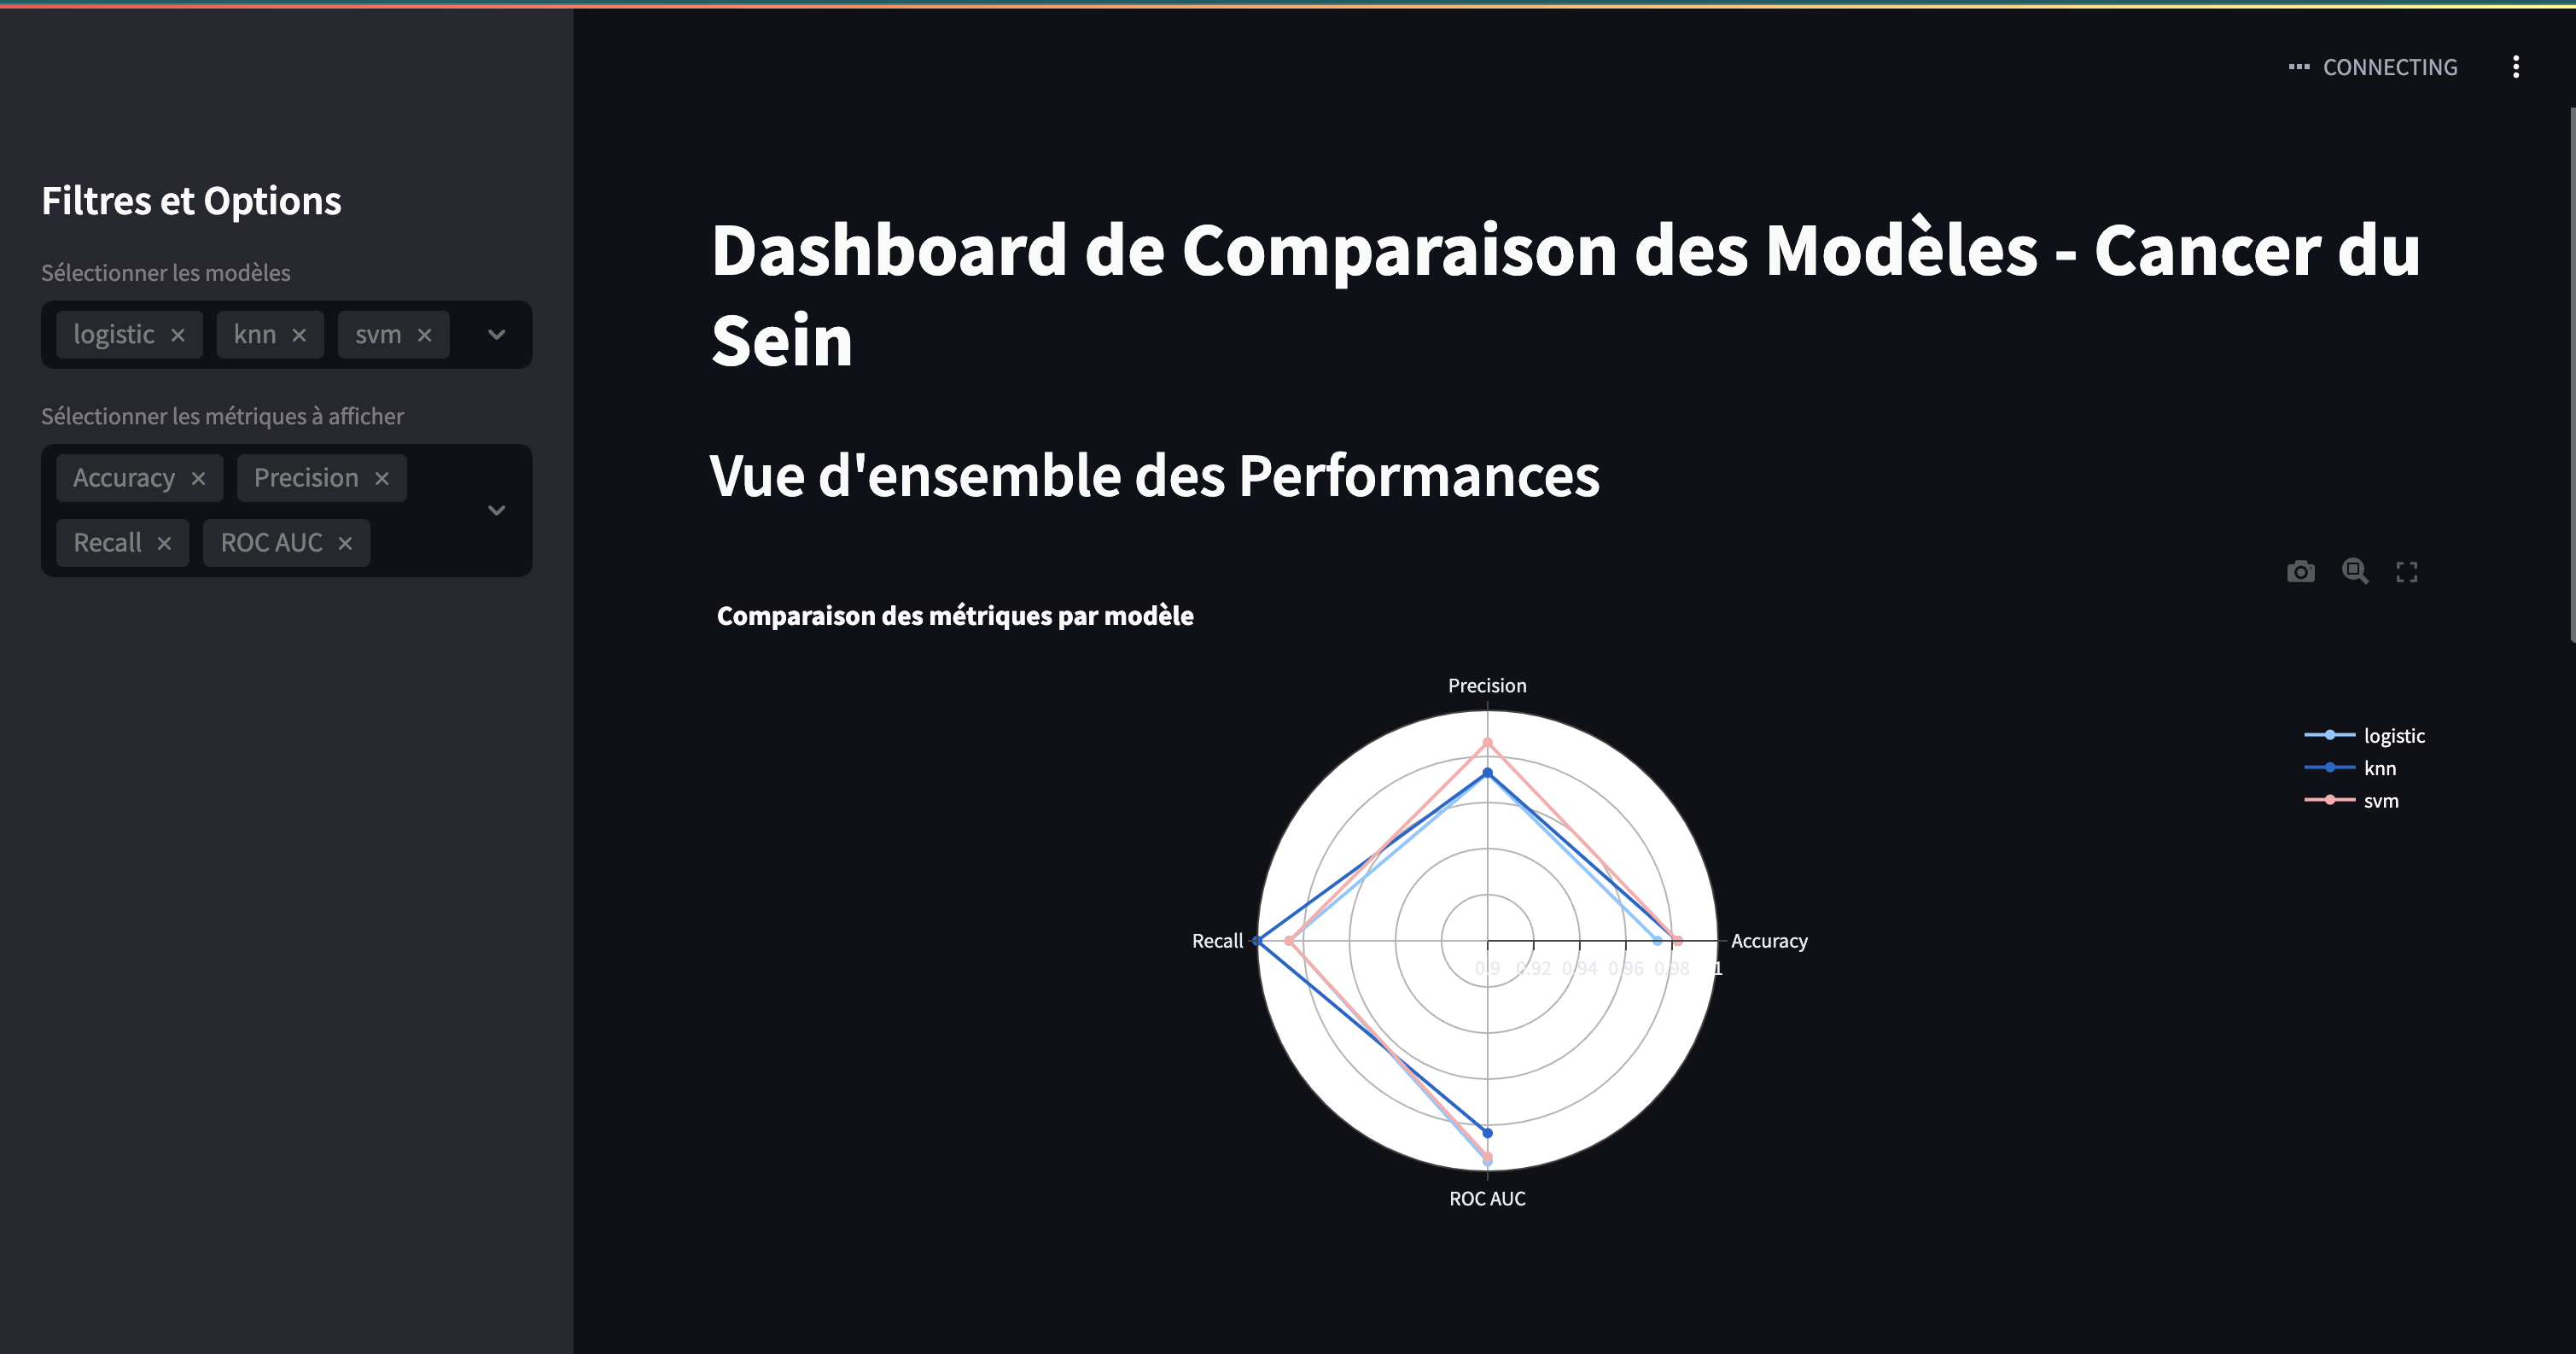 CONNECTING
Filtres et Options
Sélectionner les modèles
logistic knn svm
Sélectionner les métriques à afficher
Accuracy Precision
Recall ROC AUC
Dashboard de Comparaison des Modèles - Cancer du
Sein
Vue d'ensemble des Performances
Comparaison des métriques par modèle
Precision
logistic
knn
svm
Recall
Accuracy
0.9 0.92 0.94 0.96 0.98 1
ROC AUC